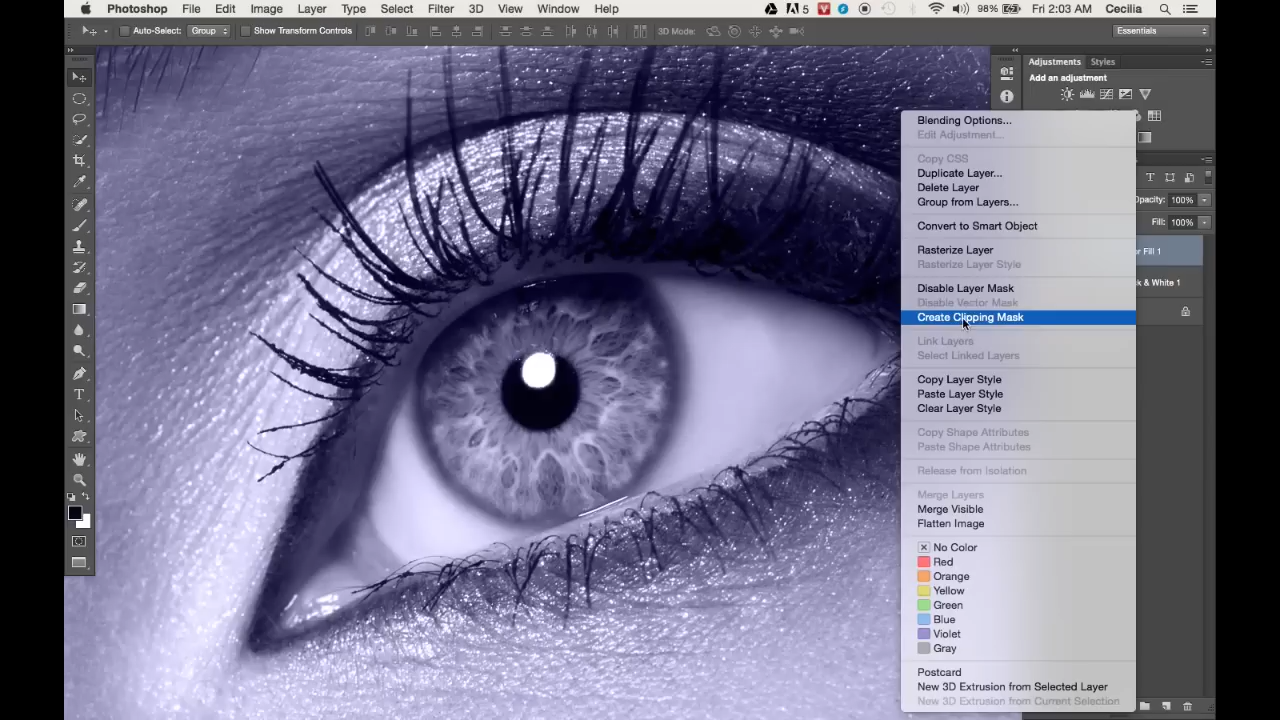 Photoshop File Edit Image Layer Type Select Filter 3D View Window Help 5 98% Fri 2:03 AM Cecilia
Auto-Select: Group Show Transform Controls 3D Mode: Essentials
Adjustments Styles
Add an adjustment
Blending Options...
Edit Adjustment...
Copy CSS
Duplicate Layer...
Delete Layer
Group from Layers...
Opacity: 100%
Convert to Smart Object
Fill: 100%
Rasterize Layer
r Fill 1
Rasterize Layer Style
Disable Layer Mask
k & White 1
Disable Vector Mask
Create Clipping Mask
Link Layers
Select Linked Layers
Copy Layer Style
Paste Layer Style
Clear Layer Style
Copy Shape Attributes
Paste Shape Attributes
Release from Isolation
Merge Layers
Merge Visible
Flatten Image
No Color
Red
Orange
Yellow
Green
Blue
Violet
Gray
Postcard
New 3D Extrusion from Selected Layer
New 3D Extrusion from Current Selection